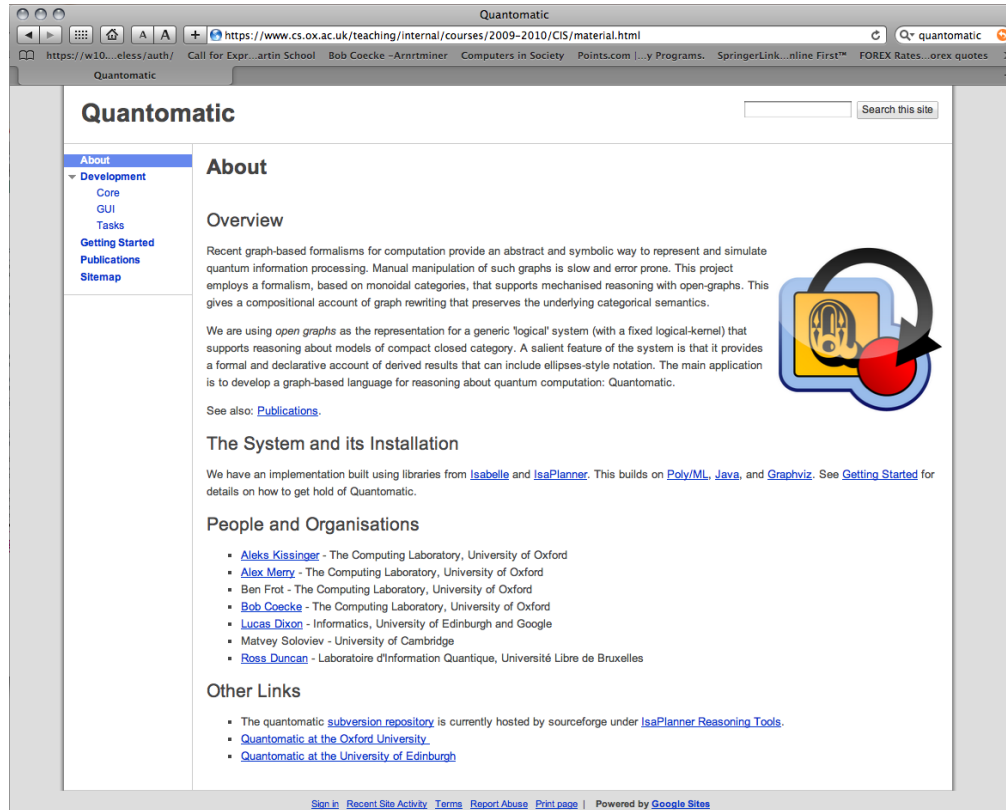 Quantomatic
A A
+ https://www.cs.ox.ac.uk/teaching/internal/courses/2009-2010/CIS/material.html
quantomatic
https://w10....eless/auth/ Call for Expr...artin School Bob Coecke -Arnrtminer Computers in Society Points.com |...y Programs. SpringerLink...nline First™ FOREX Rates...orex quotes
Quantomatic
Quantomatic
Search this site
About
Development
Core
GUI
Tasks
Getting Started
Publications
Sitemap
About
Overview
Recent graph-based formalisms for computation provide an abstract and symbolic way to represent and simulate
quantum information processing. Manual manipulation of such graphs is slow and error prone. This project
employs a formalism, based on monoidal categories, that supports mechanised reasoning with open-graphs. This
gives a compositional account of graph rewriting that preserves the underlying categorical semantics.
We are using open graphs as the representation for a generic 'logical' system (with a fixed logical-kernel) that
supports reasoning about models of compact closed category. A salient feature of the system is that it provides
a formal and declarative account of derived results that can include ellipses-style notation. The main application
is to develop a graph-based language for reasoning about quantum computation: Quantomatic.
Q
See also: Publications.
The System and its Installation
We have an implementation built using libraries from Isabelle and IsaPlanner. This builds on Poly/ML, Java, and Graphviz. See Getting Started for
details on how to get hold of Quantomatic.
People and Organisations
Aleks Kissinger - The Computing Laboratory, University of Oxford
Alex Merry - The Computing Laboratory, University of Oxford
Ben Frot - The Computing Laboratory, University of Oxford
Bob Coecke - The Computing Laboratory, University of Oxford
Lucas Dixon - Informatics, University of Edinburgh and Google
Matvey Soloviev - University of Cambridge
Ross Duncan - Laboratoire d'Information Quantique, Université Libre de Bruxelles
Other Links
The quantomatic subversion repository is currently hosted by sourceforge under IsaPlanner Reasoning Tools.
Quantomatic at the Oxford University
Quantomatic at the University of Edinburgh
Sign in Recent Site Activity Terms Report Abuse Print page | Powered by Google Sites